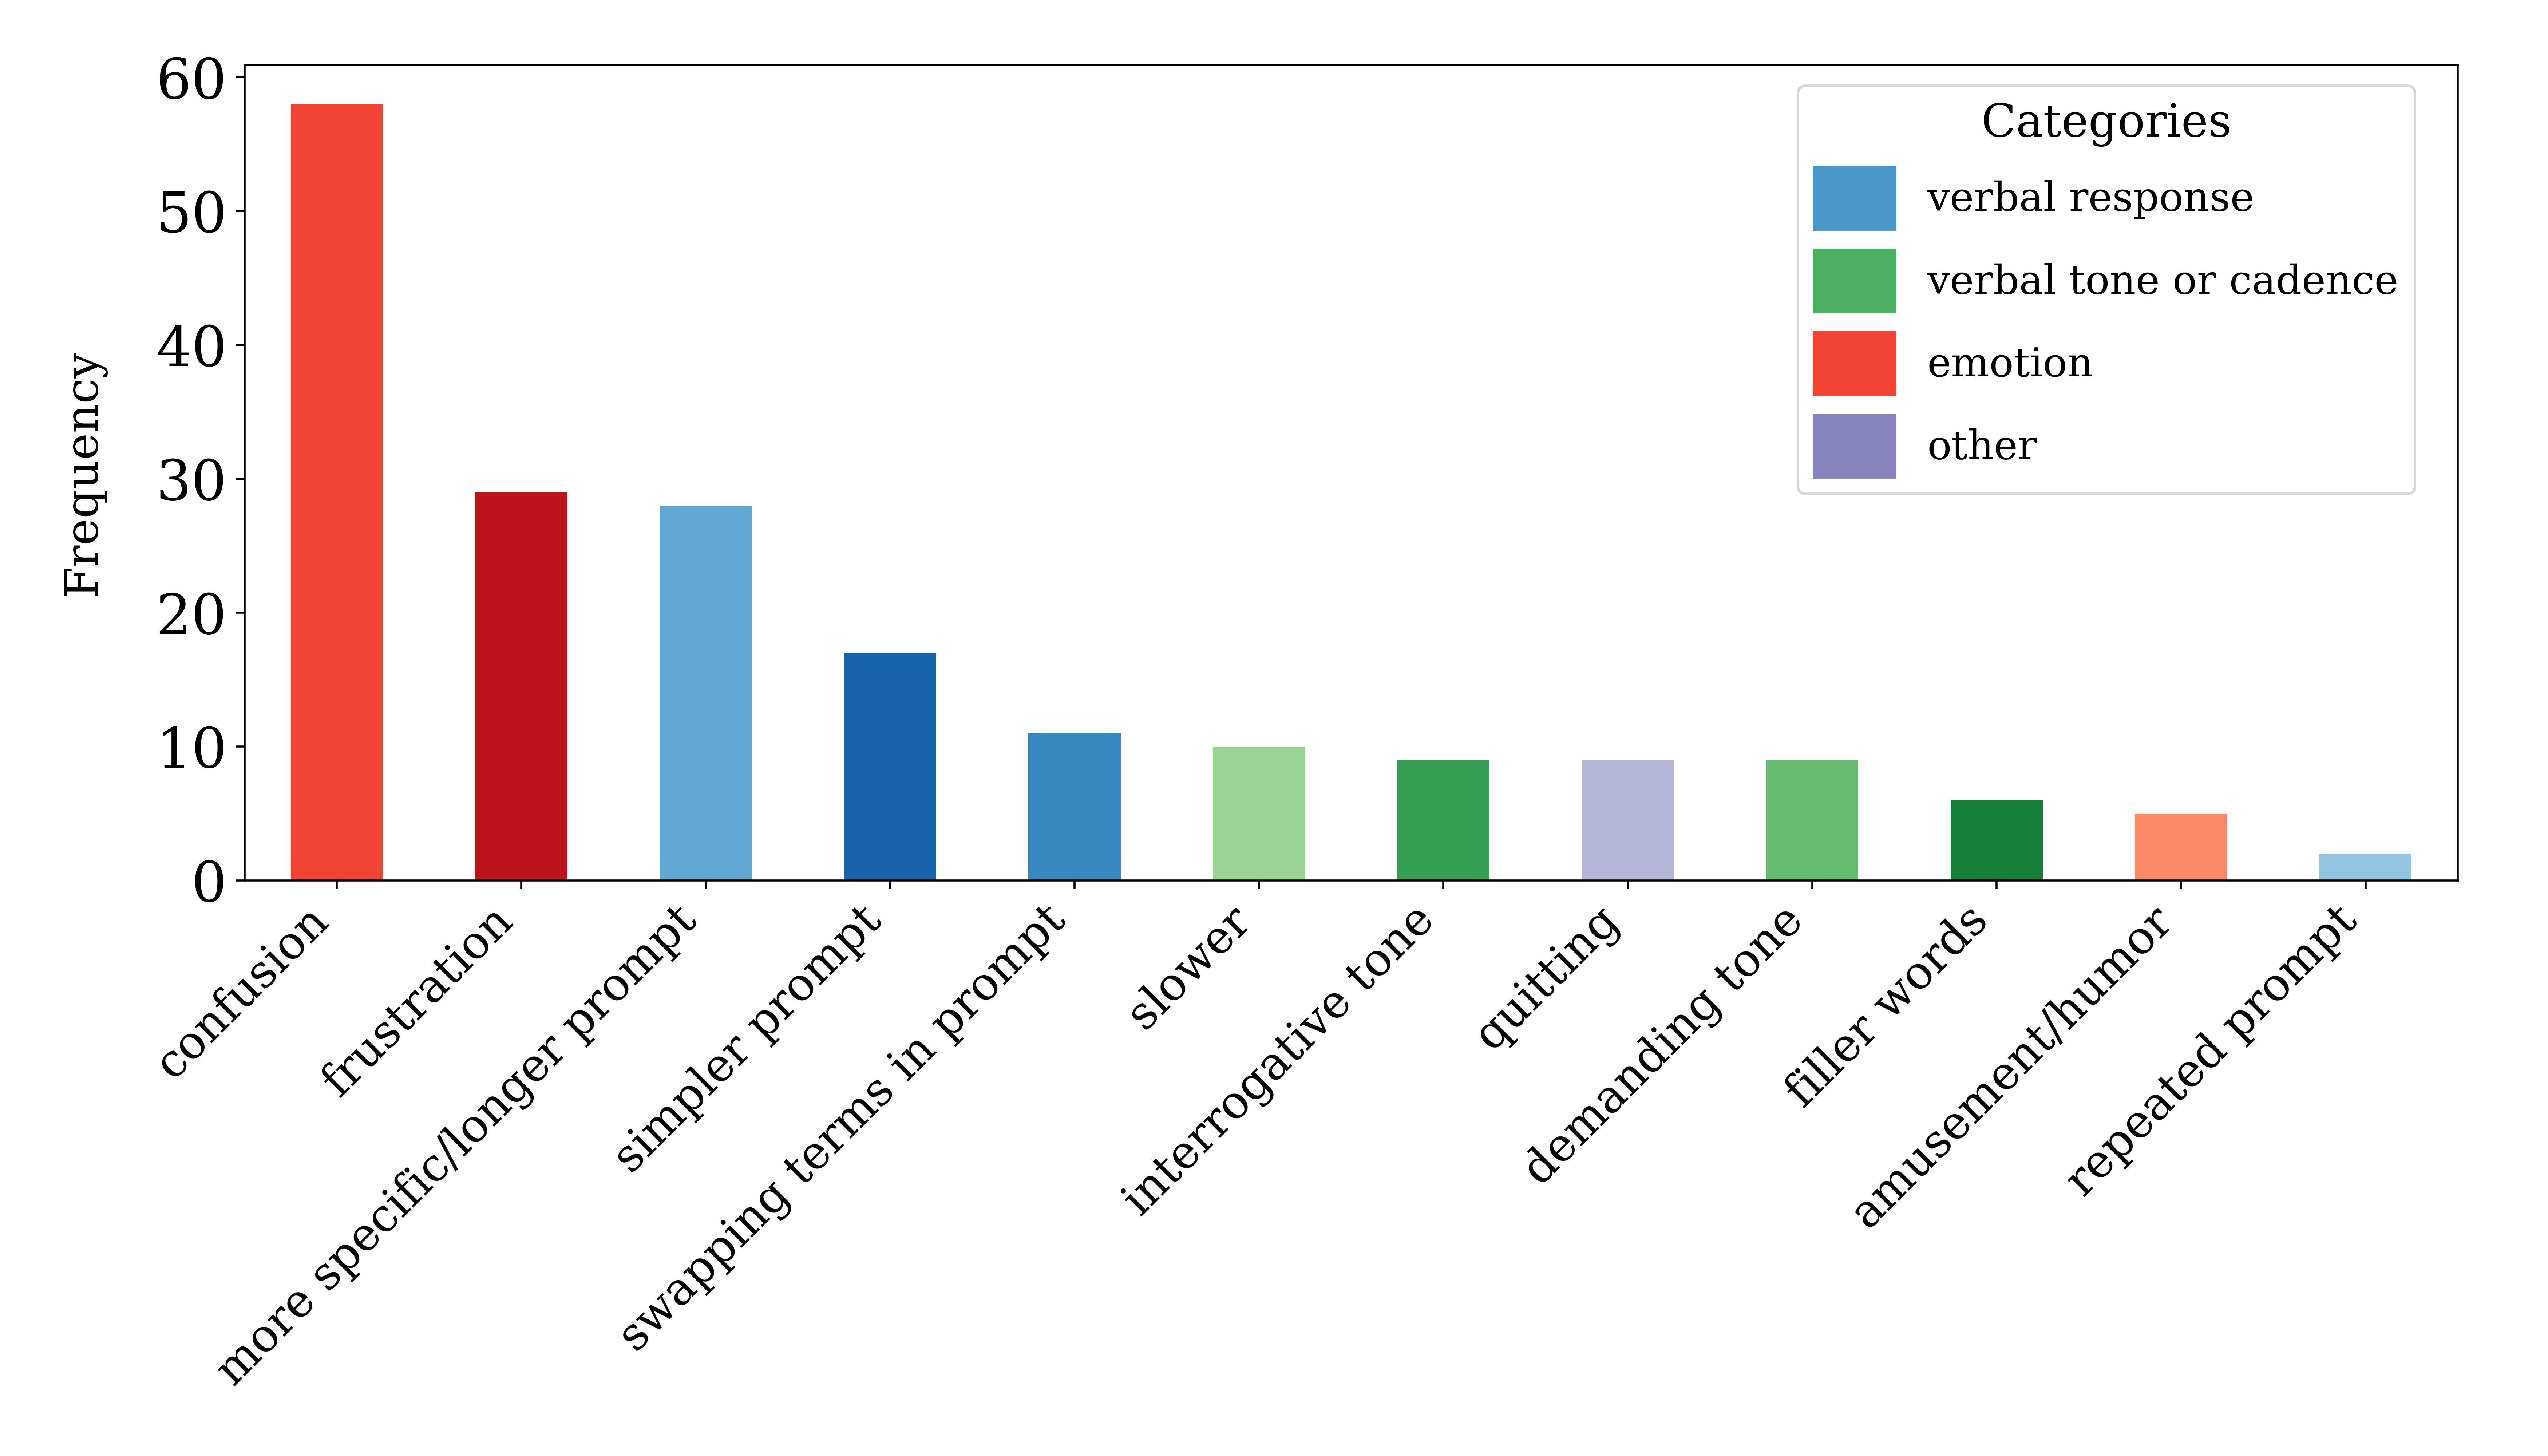 60
50
40
30
20
10
0
Frequency
Categories
verbal response
verbal tone or cadence
emotion
other
confusion
frustration
more specific/longer prompt
simpler prompt
swapping terms in prompt
slower
interrogative tone
quitting
demanding tone
filler words
amusement/humor
repeated prompt